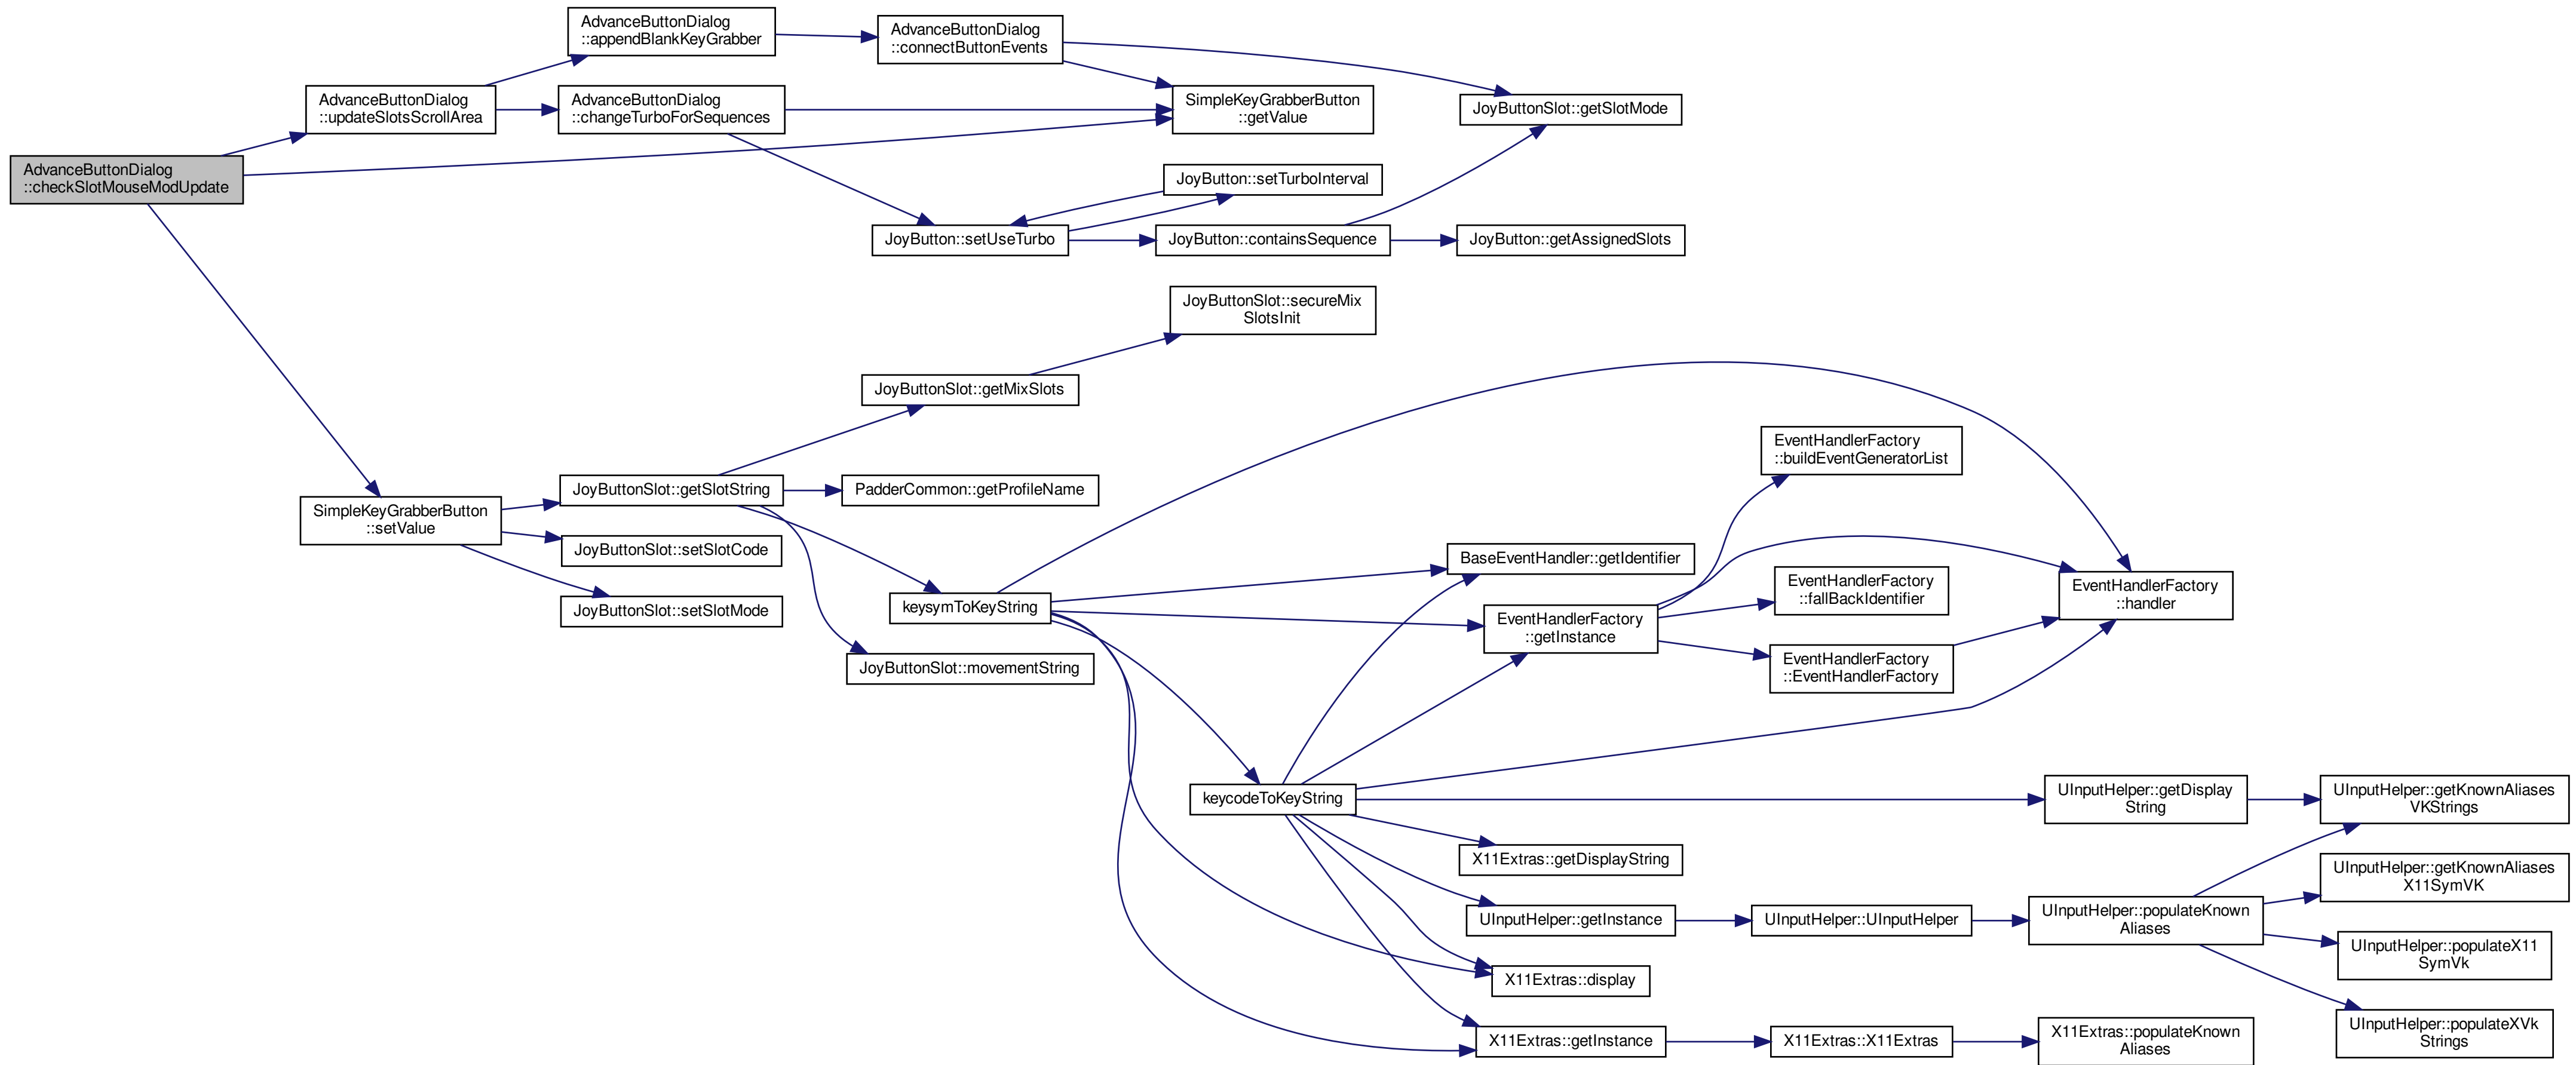 AdvanceButtonDialog
::checkSlotMouseModUpdate
AdvanceButtonDialog
::updateSlotsScrollArea
AdvanceButtonDialog
::appendBlankKeyGrabber
AdvanceButtonDialog
::connectButtonEvents
AdvanceButtonDialog
::changeTurboForSequences
SimpleKeyGrabberButton
::getValue
JoyButtonSlot::getSlotMode
JoyButton::setTurboInterval
JoyButton::setUseTurbo
JoyButton::containsSequence
JoyButton::getAssignedSlots
JoyButtonSlot::secureMix
SlotsInit
JoyButtonSlot::getMixSlots
SimpleKeyGrabberButton
::setValue
JoyButtonSlot::getSlotString
PadderCommon::getProfileName
JoyButtonSlot::setSlotCode
JoyButtonSlot::setSlotMode
keysymToKeyString
JoyButtonSlot::movementString
EventHandlerFactory
::buildEventGeneratorList
BaseEventHandler::getIdentifier
EventHandlerFactory
::getInstance
EventHandlerFactory
::fallBackIdentifier
EventHandlerFactory
::EventHandlerFactory
EventHandlerFactory
::handler
keycodeToKeyString
UInputHelper::getDisplay
String
UInputHelper::getKnownAliases
VKStrings
X11Extras::getDisplayString
UInputHelper::getKnownAliases
X11SymVK
UInputHelper::getInstance
UInputHelper::UInputHelper
UInputHelper::populateKnown
Aliases
UInputHelper::populateX11
SymVk
X11Extras::display
UInputHelper::populateXVk
Strings
X11Extras::getInstance
X11Extras::X11Extras
X11Extras::populateKnown
Aliases